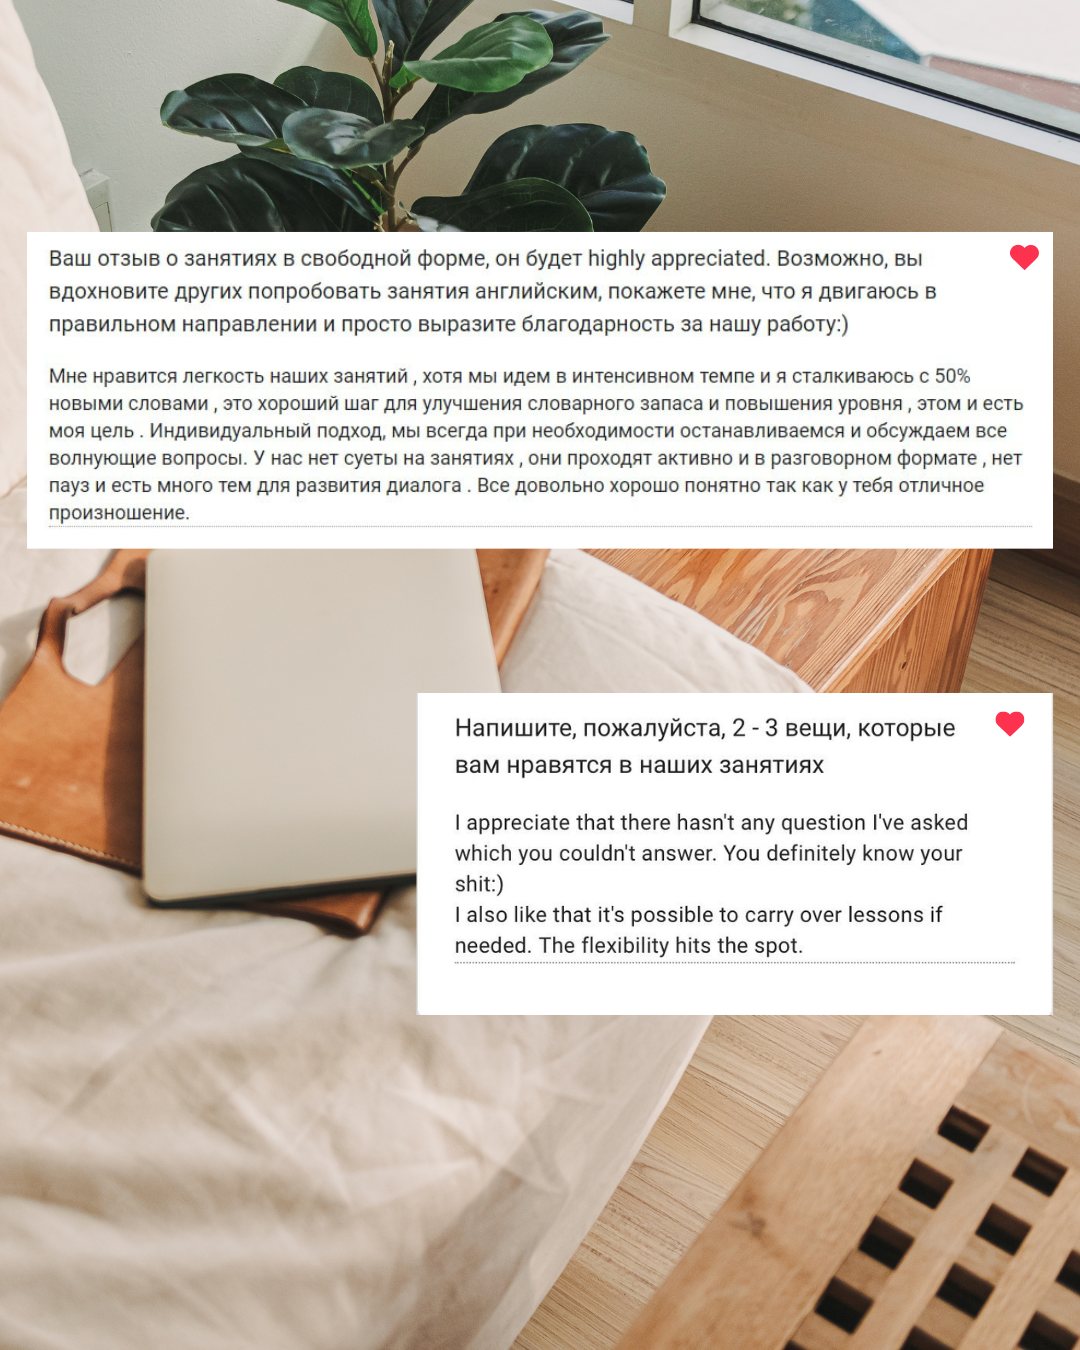 Ваш отзыв о занятиях в свободной форме, он будет highly appreciated. Возможно, вы
вдохновите других попробовать занятия английским, покажете мне, что я двигаюсь в
правильном направлении и просто выразите благодарность за нашу работу:)
Мне нравится легкость наших занятий , хотя мы идем в интенсивном темпе и я сталкиваюсь с 50%
новыми словами , это хороший шаг для улучшения словарного запаса и повышения уровня , этом и есть
моя цель . Индивидуальный подход, мы всегда при необходимости останавливаемся и обсуждаем все
волнующие вопросы. У нас нет суеты на занятиях , они проходят активно и в разговорном формате , нет
пауз и есть много тем для развития диалога . Все довольно хорошо понятно так как у тебя отличное
произношение.
Напишите, пожалуйста, 2 - 3 вещи, которые
вам нравятся в наших занятиях
I appreciate that there hasn't any question I've asked
which you couldn't answer. You definitely know your
shit:)
I also like that it's possible to carry over lessons if
needed. The flexibility hits the spot.